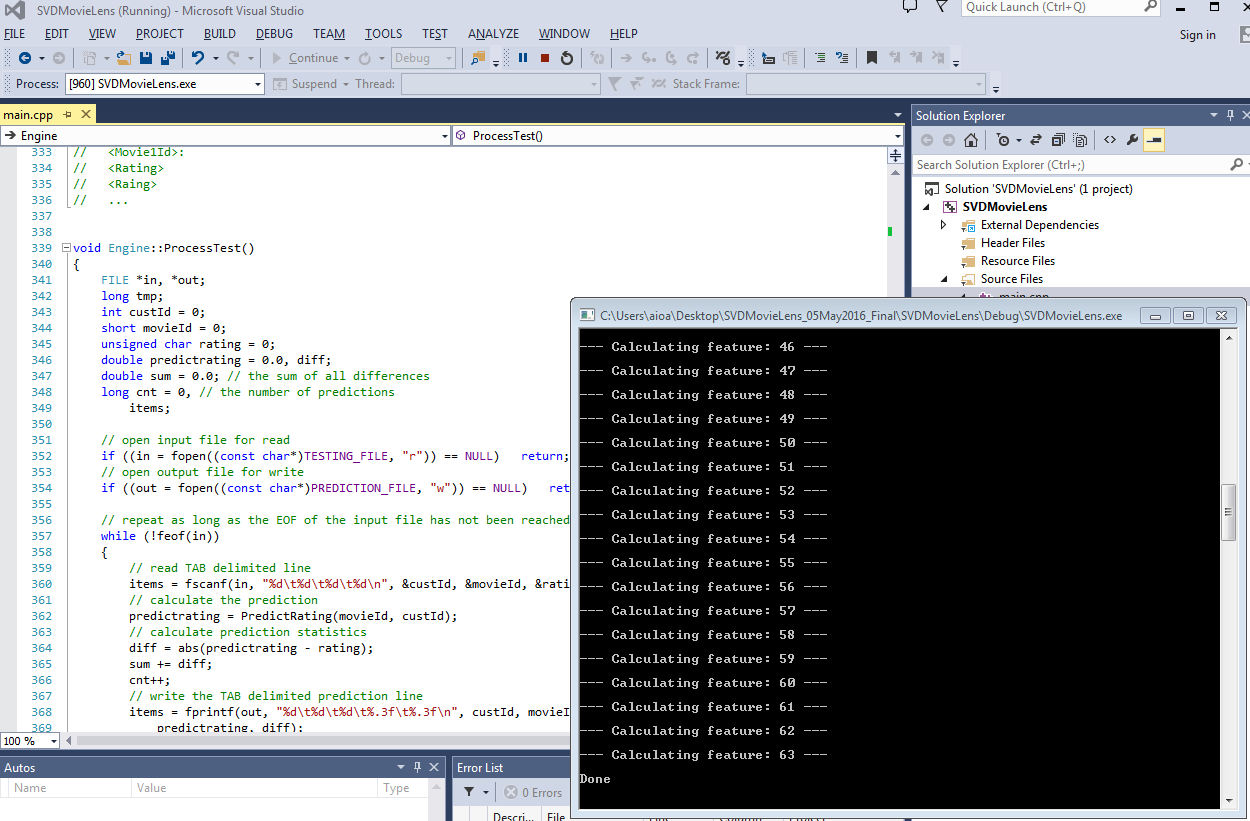 SVDMovieLens (Running) - Microsoft Visual Studio
Quick Launch (Ctrl+Q)
FILE EDIT VIEW PROJECT BUILD DEBUG TEAM TOOLS TEST ANALYZE WINDOW HELP
Sign in
Continue Debug
Process: [960] SVDMovieLens.exe Suspend Thread: Stack Frame:
main.cpp
Engine ProcessTest()
333 // <Movie1Id>:
334 // <Rating>
335 // <Raing>
336 // ...
337
338
339 void Engine::ProcessTest()
340 {
341 FILE *in, *out;
342 long tmp;
343 int custId = 0;
344 short movieId = 0;
345 unsigned char rating = 0;
346 double predictrating = 0.0, diff;
347 double sum = 0.0; // the sum of all differences
348 long cnt = 0, // the number of predictions
349 items;
350
351 // open input file for read
352 if ((in = fopen((const char*)TESTING_FILE, "r")) == NULL) return;
353 // open output file for write
354 if ((out = fopen((const char*)PREDICTION_FILE, "w")) == NULL) ret
355
356 // repeat as long as the EOF of the input file has not been reached
357 while (!feof(in))
358 {
359 // read TAB delimited line
360 items = fscanf(in, "%d\t%d\t%d\t%d\n", &custId, &movieId, &rati
361 // calculate the prediction
362 predictrating = PredictRating(movieId, custId);
363 // calculate prediction statistics
364 diff = abs(predictrating - rating);
365 sum += diff;
366 cnt++;
367 // write the TAB delimited prediction line
368 items = fprintf(out, "%d\t%d\t%d\t%.3f\t%.3f\n", custId, movieI
369 predictrating, diff);
100 %
Autos
Name Value Type
Error List
0 Errors
Descri... File
Solution Explorer
Search Solution Explorer (Ctrl+;)
Solution 'SVDMovieLens' (1 project)
SVDMovieLens
External Dependencies
Header Files
Resource Files
Source Files
main.cpp
C:\Users\aioa\Desktop\SVDMovieLens_05May2016_Final\SVDMovieLens\Debug\SVDMovieLens.exe
--- Calculating feature: 46 ---
--- Calculating feature: 47 ---
--- Calculating feature: 48 ---
--- Calculating feature: 49 ---
--- Calculating feature: 50 ---
--- Calculating feature: 51 ---
--- Calculating feature: 52 ---
--- Calculating feature: 53 ---
--- Calculating feature: 54 ---
--- Calculating feature: 55 ---
--- Calculating feature: 56 ---
--- Calculating feature: 57 ---
--- Calculating feature: 58 ---
--- Calculating feature: 59 ---
--- Calculating feature: 60 ---
--- Calculating feature: 61 ---
--- Calculating feature: 62 ---
--- Calculating feature: 63 ---
Done